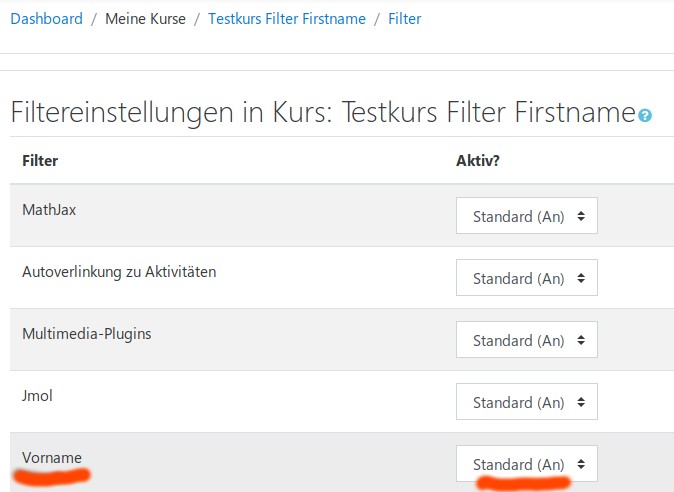 Dashboard / Meine Kurse / Testkurs Filter Firstname / Filter
Filtereinstellungen in Kurs: Testkurs Filter Firstname ?
Filter Aktiv?
MathJax Standard (An)
Autoverlinkung zu Aktivitäten Standard (An)
Multimedia-Plugins Standard (An)
Jmol Standard (An)
Vorname Standard (An)